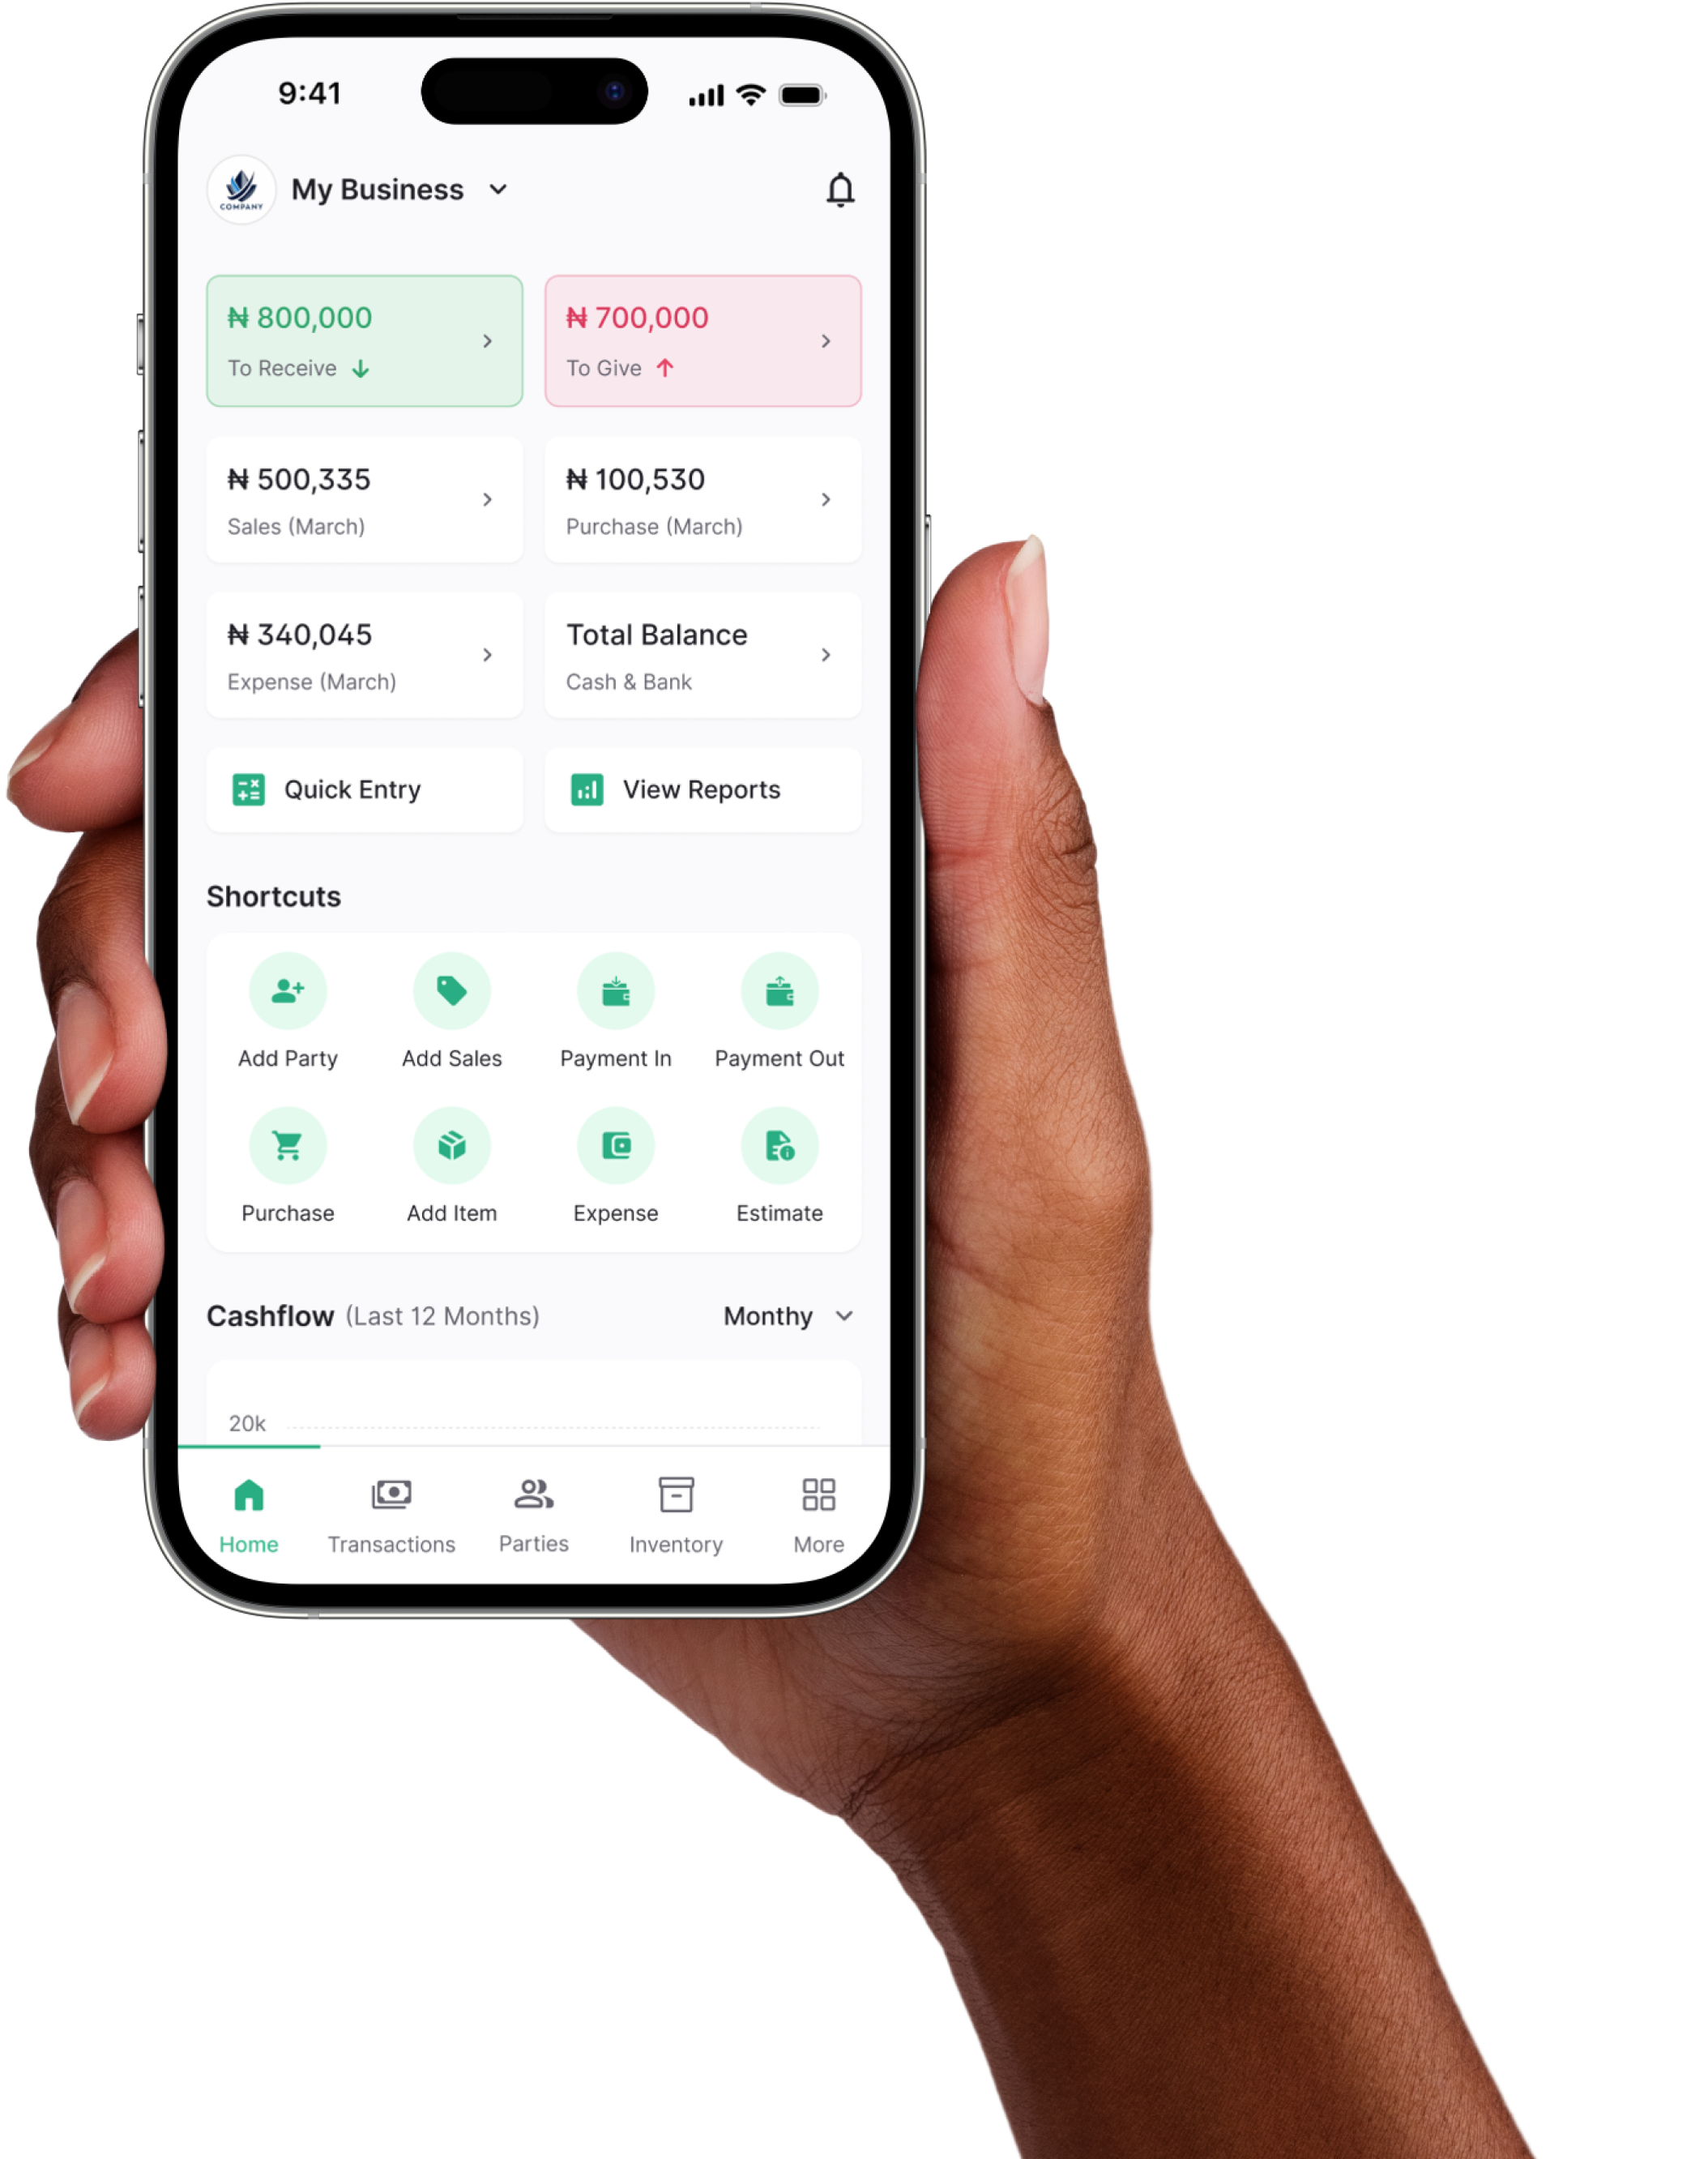 9:41
COMPANY
My Business
₦ 800,000
To Receive
₦ 700,000
To Give
₦ 500,335
Sales (March)
₦ 100,530
Purchase (March)
₦ 340,045
Expense (March)
Total Balance
Cash & Bank
Quick Entry
View Reports
Shortcuts
Add Party
Add Sales
Payment In
Payment Out
Purchase
Add Item
Expense
Estimate
Cashflow (Last 12 Months)
Monthy
20k
Home
Transactions
Parties
Inventory
More